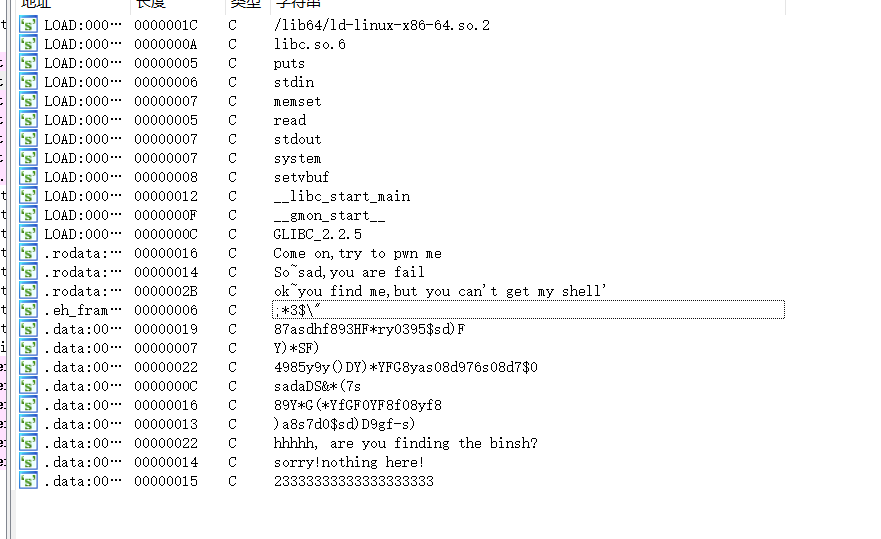 地址 长度 类型 字符串
LOAD:000… 0000001C C /lib64/ld-linux-x86-64.so.2
LOAD:000… 0000000A C libc.so.6
LOAD:000… 00000005 C puts
LOAD:000… 00000006 C stdin
LOAD:000… 00000007 C memset
LOAD:000… 00000005 C read
LOAD:000… 00000007 C stdout
LOAD:000… 00000007 C system
LOAD:000… 00000008 C setvbuf
LOAD:000… 00000012 C __libc_start_main
LOAD:000… 0000000F C __gmon_start__
LOAD:000… 0000000C C GLIBC_2.2.5
.rodata:… 00000016 C Come on,try to pwn me
.rodata:… 00000014 C So~sad,you are fail
.rodata:… 0000002B C ok~you find me,but you can't get my shell'
.eh_fram… 00000006 C ;*3$\"
.data:00… 00000019 C 87asdhf893HF*ry0395$sd)F
.data:00… 00000007 C Y)*SF)
.data:00… 00000022 C 4985y9y()DY)*YFG8yas08d976s08d7$0
.data:00… 0000000C C sadaDS&*(7s
.data:00… 00000016 C 89Y*G(*YfGFOYF8f08yf8
.data:00… 00000013 C )a8s7d0$sd)D9gf-s)
.data:00… 00000022 C hhhhh, are you finding the binsh?
.data:00… 00000014 C sorry!nothing here!
.data:00… 00000015 C 23333333333333333333